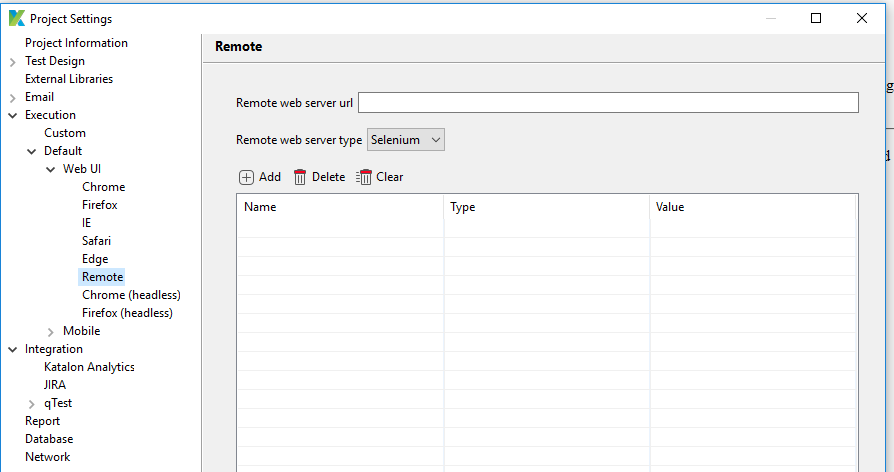 Project Settings
Project Information
Test Design
External Libraries
Email
Execution
Custom
Default
Web UI
Chrome
Firefox
IE
Safari
Edge
Remote
Chrome (headless)
Firefox (headless)
Mobile
Integration
Katalon Analytics
JIRA
qTest
Report
Database
Network
Remote
Remote web server url
Remote web server type Selenium
Add Delete Clear
Name Type Value
g
d